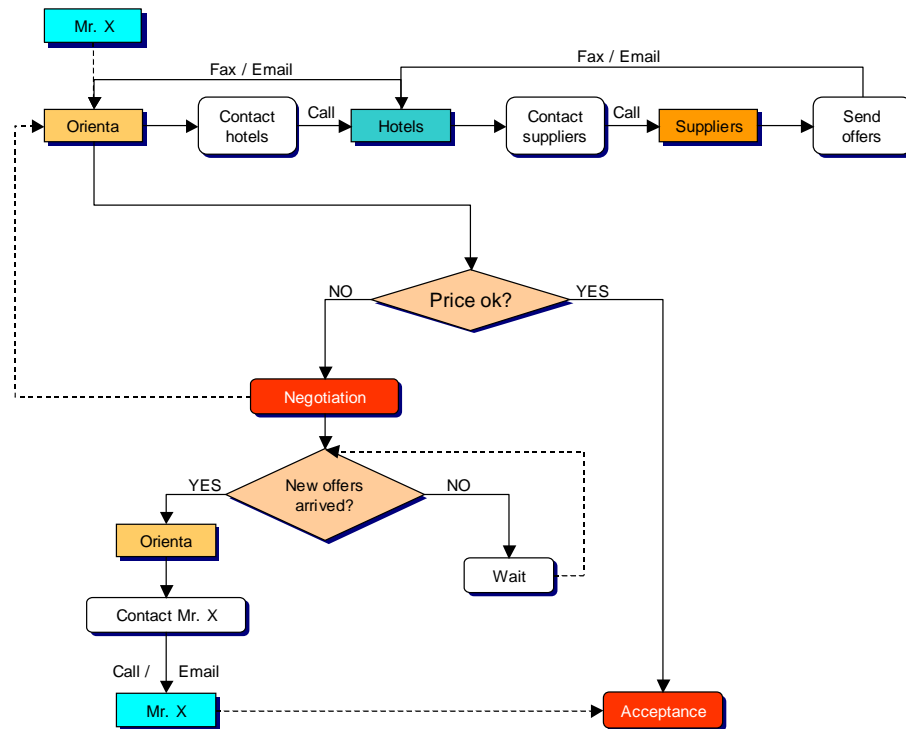 Mr. X
Fax / Email
Fax / Email
Orienta
Contact
hotels
Call
Hotels
Contact
suppliers
Call
Suppliers
Send
offers
NO
Price ok?
YES
Negotiation
YES
New offers
arrived?
NO
Orienta
Wait
Contact Mr. X
Call /
Email
Mr. X
Acceptance